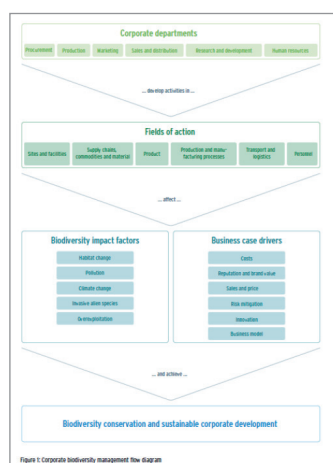 Corporate departments
Procurement Production Marketing Sales and distribution Research and development Human resources
... develop activities in ...
Fields of action
Sites and facilities Supply chains, commodities and material Product Production and manu-facturing processes Transport and logistics Personnel
... affect ...
Biodiversity impact factors
Habitat change
Pollution
Climate change
Invasive alien species
Overexploitation
Business case drivers
Costs
Reputation and brand value
Sales and price
Risk mitigation
Innovation
Business model
... and achieve ...
Biodiversity conservation and sustainable corporate development
Figure 1: Corporate biodiversity management flow diagram